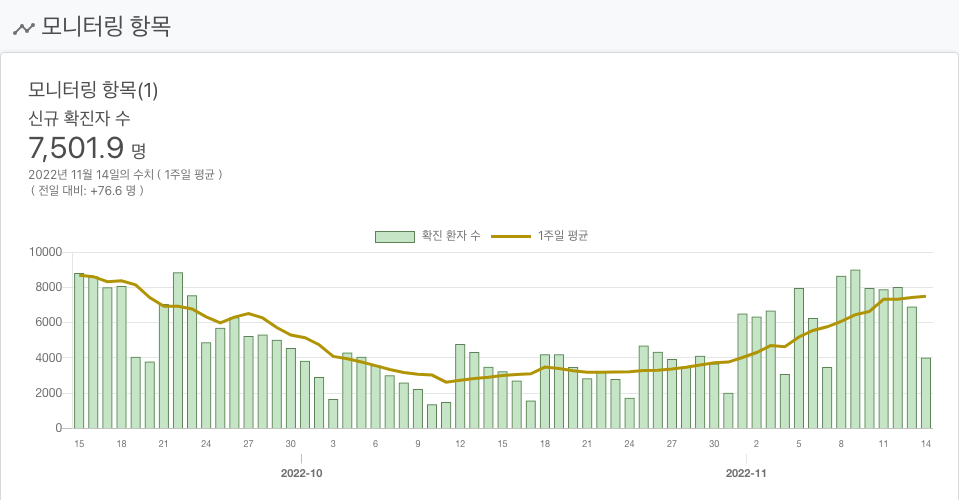 모니터링 항목
모니터링 항목(1)
신규 확진자 수
7,501.9 명
2022년 11월 14일의 수치 ( 1주일 평균 )
( 전일 대비: +76.6 명 )
확진 환자 수 1주일 평균
10000
8000
6000
4000
2000
0
15 18 21 24 27 30 3 6 9 12 15 18 21 24 27 30 2 5 8 11 14
2022-10 2022-11